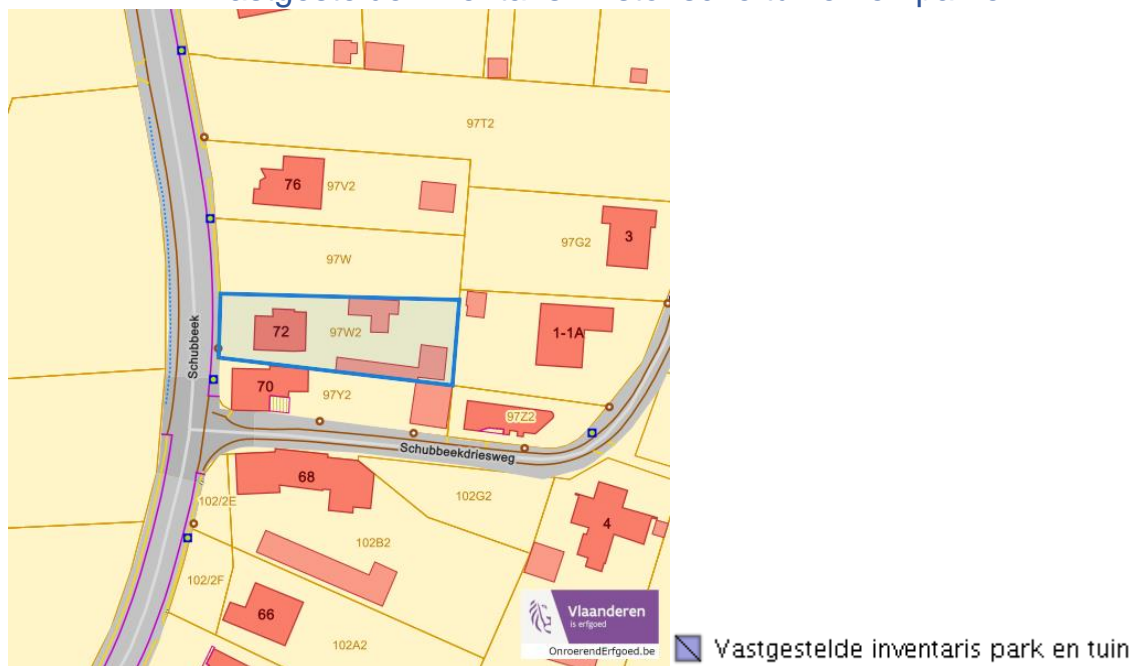 97T2
76
97V2
3
97G2
97W
72
97W2
1-1A
Schubbeek
70
97Y2
97Z2
Schubbeekdriesweg
68
102G2
102/2E
4
102B2
102/2F
66
102A2
Vlaanderen
is erfgoed
OnroerendErfgoed.be
Vastgestelde inventaris park en tuin